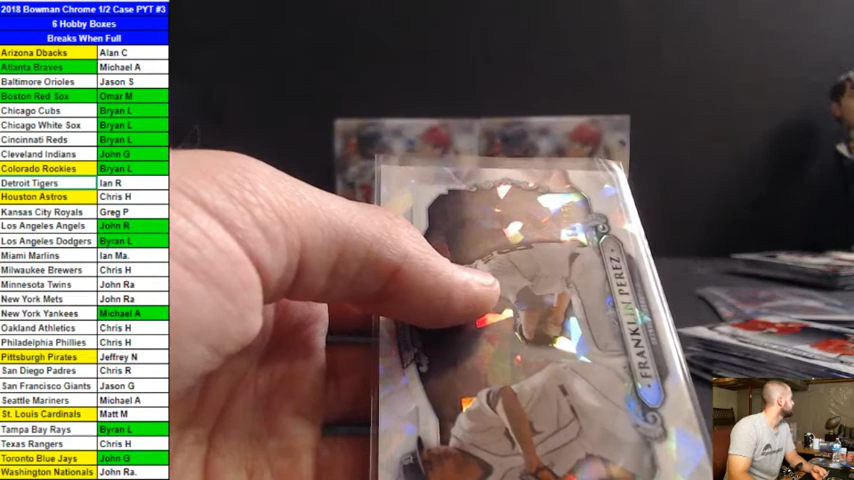 2018 Bowman Chrome 1/2 Case PYT #3
6 Hobby Boxes
Breaks When Full
Arizona Dbacks Alan C
Atlanta Braves Michael A
Baltimore Orioles Jason S
Boston Red Sox Omar M
Chicago Cubs Bryan L
Chicago White Sox Bryan L
Cincinnati Reds Bryan L
Cleveland Indians John G
Colorado Rockies Bryan L
Detroit Tigers Ian R
Houston Astros Chris H
Kansas City Royals Greg P
Los Angeles Angels John R
Los Angeles Dodgers Byran L
Miami Marlins Ian Ma.
Milwaukee Brewers Chris H
Minnesota Twins John Ra
New York Mets John Ra
New York Yankees Michael A
Oakland Athletics Chris H
Philadelphia Phillies Chris H
Pittsburgh Pirates Jeffrey N
San Diego Padres Chris R
San Francisco Giants Jason G
Seattle Mariners Michael A
St. Louis Cardinals Matt M
Tampa Bay Rays Byran L
Texas Rangers Chris H
Toronto Blue Jays John G
Washington Nationals John Ra.
FRANKLIN PEREZ